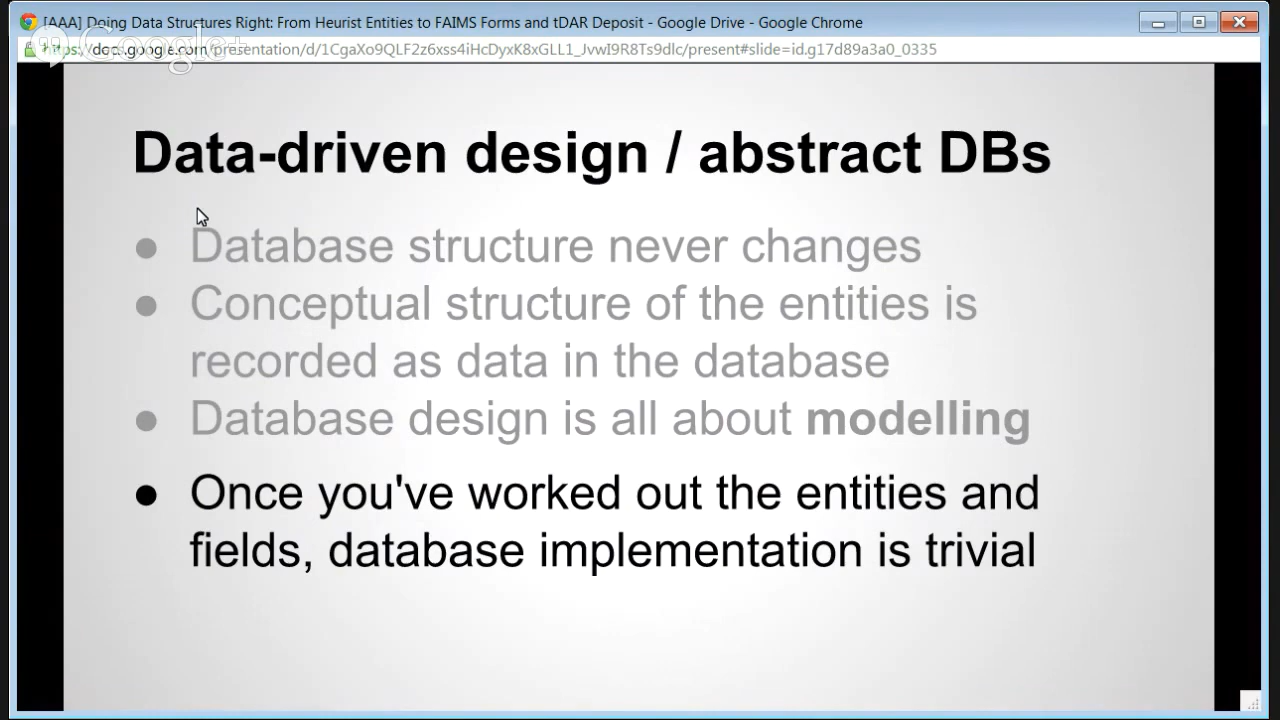 [AAA] Doing Data Structures Right: From Heurist Entities to FAIMS Forms and tDAR Deposit - Google Drive - Google Chrome
Google+
https://docs.google.com/presentation/d/1CgaXo9QLF2z6xss4iHcDyxK8xGLL1_JvwI9R8Ts9dlc/present#slide=id.g17d89a3a0_0335
Data-driven design / abstract DBs
● Database structure never changes
● Conceptual structure of the entities is
recorded as data in the database
● Database design is all about modelling
● Once you've worked out the entities and
fields, database implementation is trivial